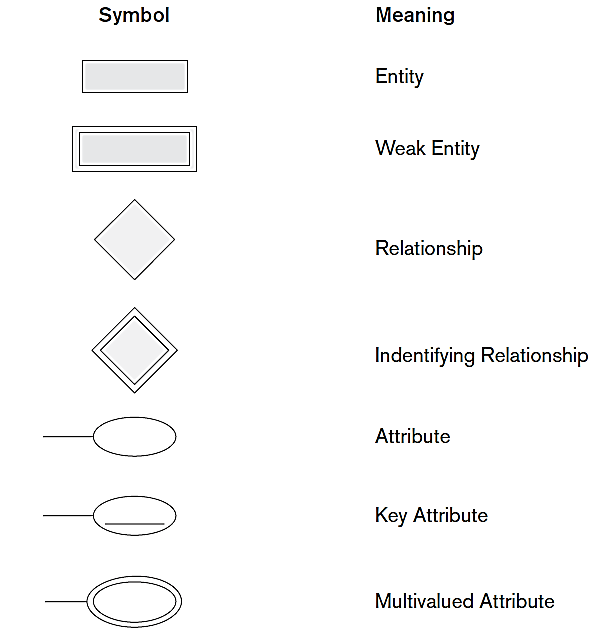 Symbol Meaning
Entity
Weak Entity
Relationship
Indentifying Relationship
Attribute
Key Attribute
Multivalued Attribute